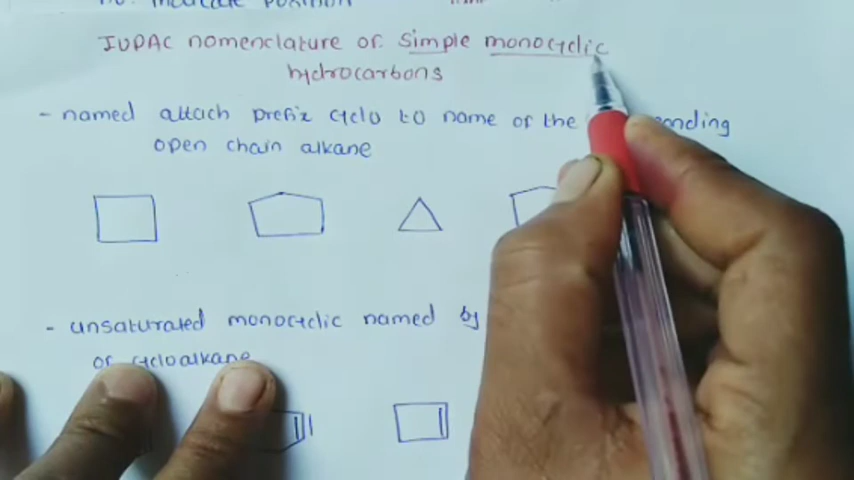 IUPAC nomenclature of simple monocyclic
hydrocarbons
- named attach prefix cyclo to name of the
open chain alkane
- unsaturated monocyclic named by
of cycloalkane